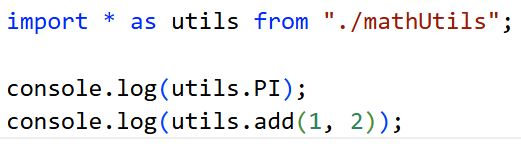 import * as utils from "./mathUtils";
console.log(utils.PI);
console.log(utils.add(1, 2));